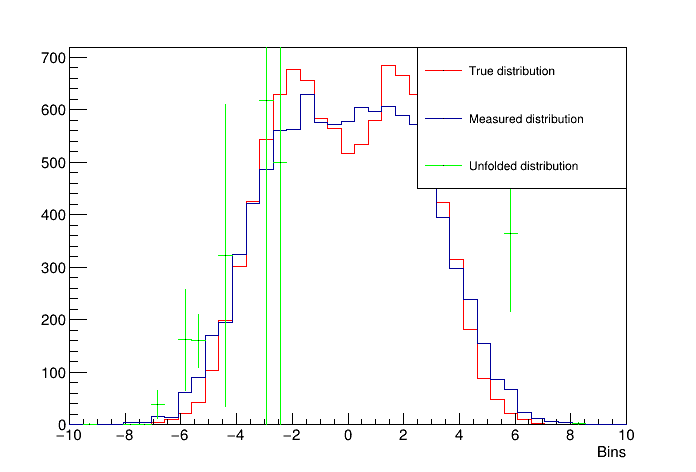 700
600
500
400
300
200
100
0
True distribution
Measured distribution
Unfolded distribution
−10 −8 −6 −4 −2 0 2 4 6 8 10
Bins